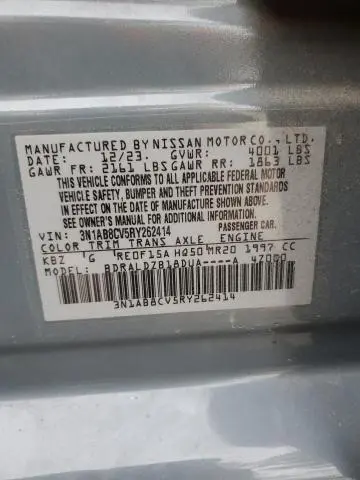 MANUFACTURED BY NISSAN MOTOR CO., LTD.
DATE: 12/23. GVWR: 4001 LBS
GAWR FR: 2161 LBS GAWR RR: 1863 LBS
THIS VEHICLE CONFORMS TO ALL APPLICABLE FEDERAL MOTOR
VEHICLE SAFETY, BUMPER AND THEFT PREVENTION STANDARDS
IN EFFECT ON THE DATE OF MANUFACTURE SHOWN ABOVE.
SEE OWNER'S MANUAL FOR ADDITIONAL INFORMATION.
VIN: 3N1AB8CV5RY262414 PASSENGER CAR.
COLOR TRIM TRANS AXLE ENGINE
KBZ G RE0F15A HQ50 MR20 1997 CC
MODEL: BDRALDZB18DUA----A 47000
3N1AB8CV5RY262414